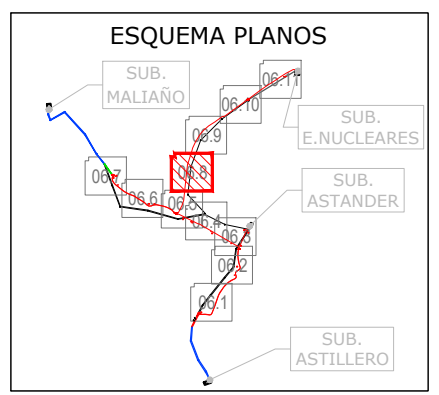 ESQUEMA PLANOS
SUB.
MALIAÑO
06.11
06.10
SUB.
E.NUCLEARES
06.9
06.8
06.7
SUB.
ASTANDER
06.6
06.5
06.4
06.3
06.2
06.1
SUB.
ASTILLERO